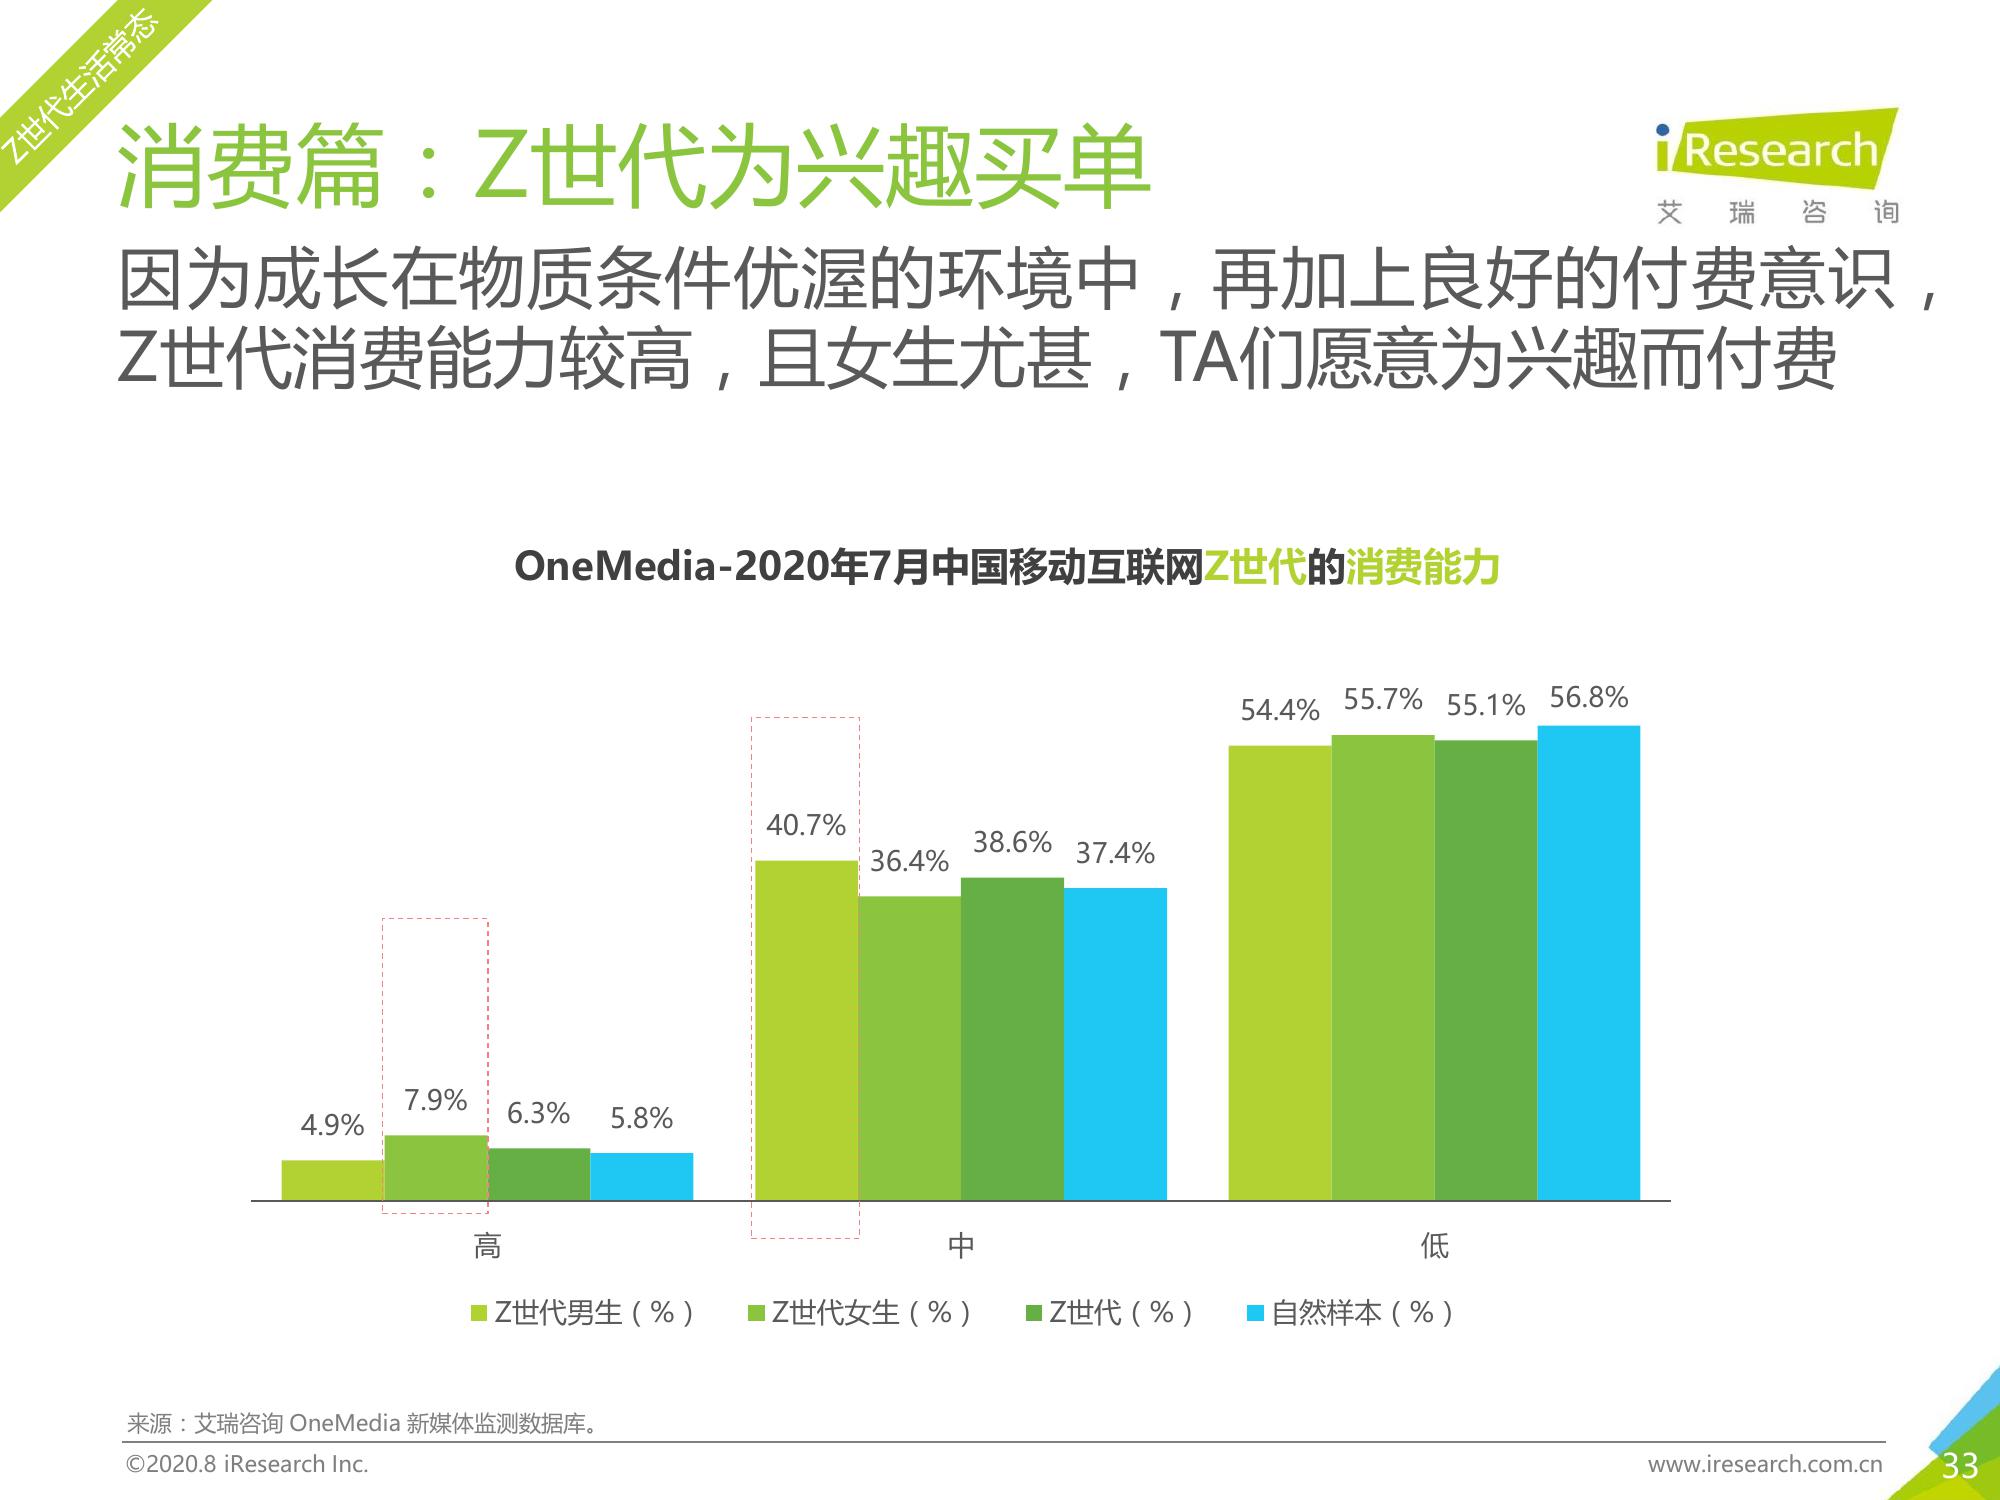 Z世代生活常态
消费篇：Z世代为兴趣买单
iResearch
艾瑞咨询
因为成长在物质条件优渥的环境中，再加上良好的付费意识，
Z世代消费能力较高，且女生尤甚，TA们愿意为兴趣而付费
OneMedia-2020年7月中国移动互联网Z世代的消费能力
4.9%
7.9%
6.3%
5.8%
40.7%
36.4%
38.6%
37.4%
54.4%
55.7%
55.1%
56.8%
高
中
低
Z世代男生（%）
Z世代女生（%）
Z世代（%）
自然样本（%）
来源：艾瑞咨询 OneMedia 新媒体监测数据库。
©2020.8 iResearch Inc.
www.iresearch.com.cn
33